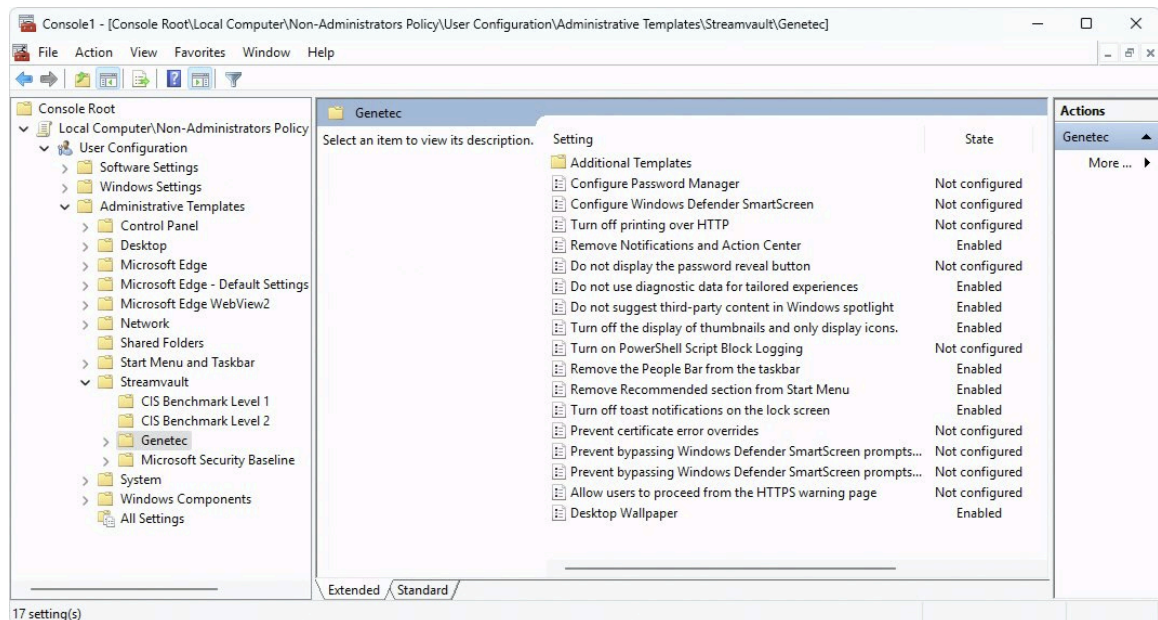 Console1 - [Console Root\Local Computer\Non-Administrators Policy\User Configuration\Administrative Templates\Streamvault\Genetec]
File Action View Favorites Window Help
Console Root
Local Computer\Non-Administrators Policy
User Configuration
Software Settings
Windows Settings
Administrative Templates
Control Panel
Desktop
Microsoft Edge
Microsoft Edge - Default Settings
Microsoft Edge WebView2
Network
Shared Folders
Start Menu and Taskbar
Streamvault
CIS Benchmark Level 1
CIS Benchmark Level 2
Genetec
Microsoft Security Baseline
System
Windows Components
All Settings
Genetec
Select an item to view its description.
Setting State
Additional Templates
Configure Password Manager Not configured
Configure Windows Defender SmartScreen Not configured
Turn off printing over HTTP Not configured
Remove Notifications and Action Center Enabled
Do not display the password reveal button Not configured
Do not use diagnostic data for tailored experiences Enabled
Do not suggest third-party content in Windows spotlight Enabled
Turn off the display of thumbnails and only display icons. Enabled
Turn on PowerShell Script Block Logging Not configured
Remove the People Bar from the taskbar Enabled
Remove Recommended section from Start Menu Enabled
Turn off toast notifications on the lock screen Enabled
Prevent certificate error overrides Not configured
Prevent bypassing Windows Defender SmartScreen prompts... Not configured
Prevent bypassing Windows Defender SmartScreen prompts... Not configured
Allow users to proceed from the HTTPS warning page Not configured
Desktop Wallpaper Enabled
Extended Standard
Actions
Genetec
More ...
17 setting(s)